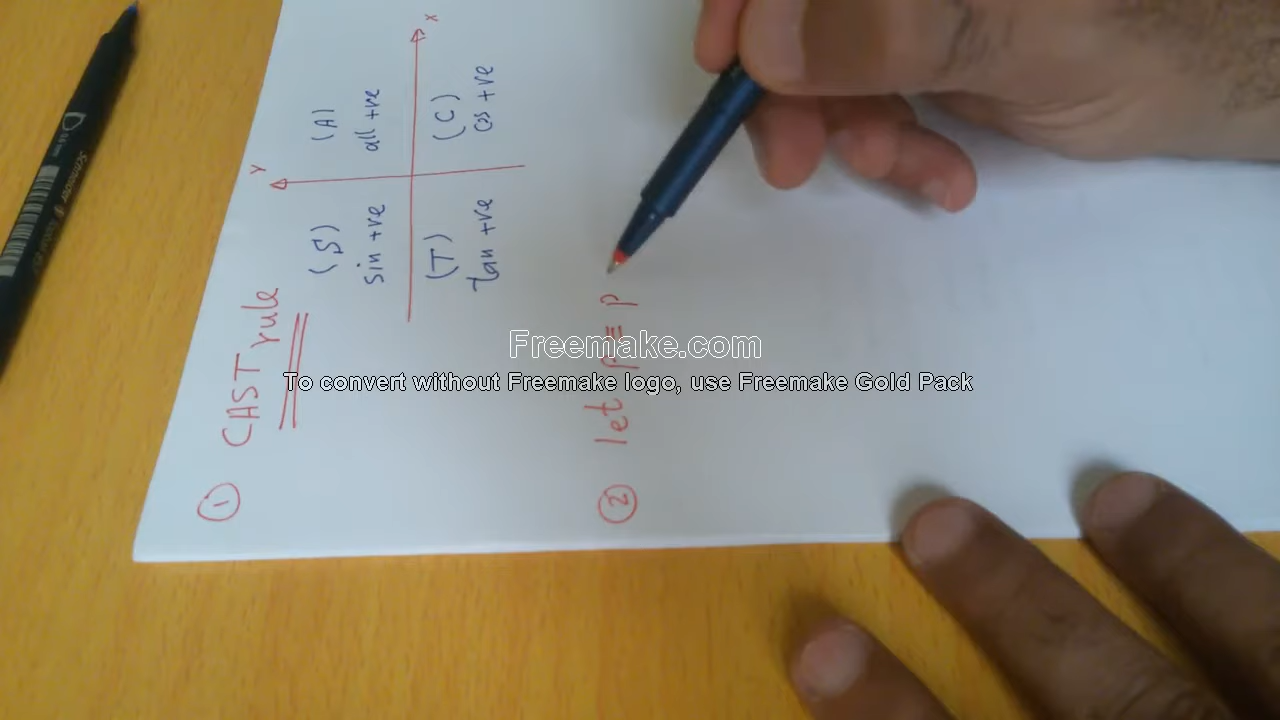 ① CAST rule
Y
(S) (A)
sin +ve all +ve
X
(T) (C)
tan +ve cos +ve
② let p ≡ p
Freemake.com
To convert without Freemake logo, use Freemake Gold Pack